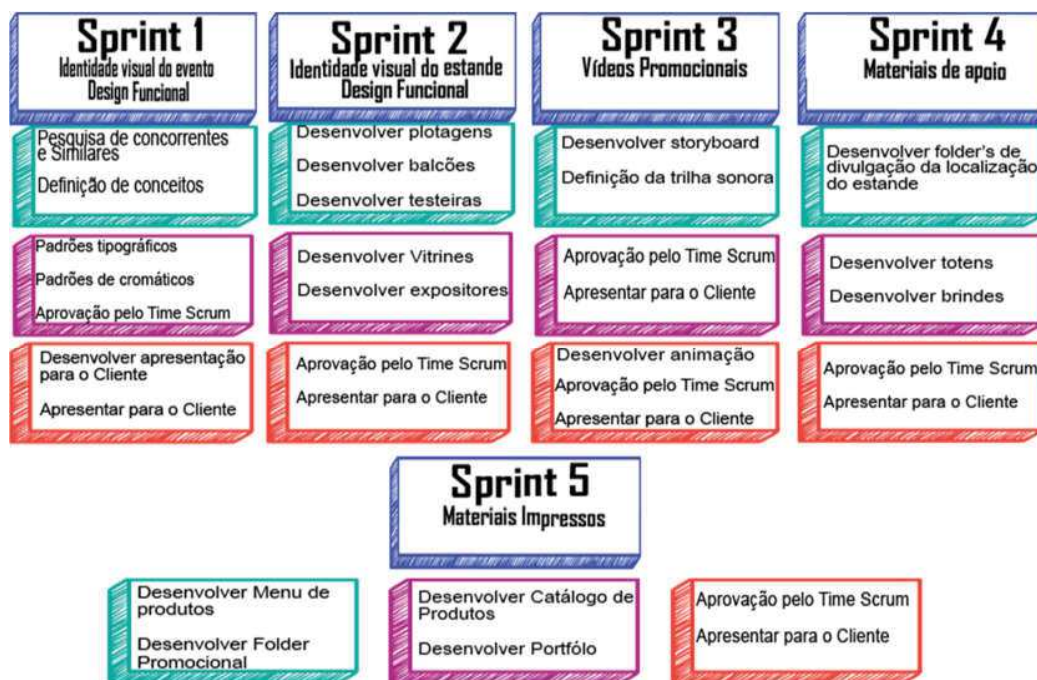 Sprint 1
Identidade visual do evento
Design Funcional
Pesquisa de concorrentes
e Similares
Definição de conceitos
Padrões tipográficos
Padrões de cromáticos
Aprovação pelo Time Scrum
Desenvolver apresentação
para o Cliente
Apresentar para o Cliente
Sprint 2
Identidade visual do estande
Design Funcional
Desenvolver plotagens
Desenvolver balcões
Desenvolver testeiras
Desenvolver Vitrines
Desenvolver expositores
Aprovação pelo Time Scrum
Apresentar para o Cliente
Sprint 3
Vídeos Promocionais
Desenvolver storyboard
Definição da trilha sonora
Aprovação pelo Time Scrum
Apresentar para o Cliente
Desenvolver animação
Aprovação pelo Time Scrum
Apresentar para o Cliente
Sprint 4
Materiais de apoio
Desenvolver folder's de
divulgação da localização
do estande
Desenvolver totens
Desenvolver brindes
Aprovação pelo Time Scrum
Apresentar para o Cliente
Sprint 5
Materiais Impressos
Desenvolver Menu de
produtos
Desenvolver Folder
Promocional
Desenvolver Catálogo de
Produtos
Desenvolver Portfólo
Aprovação pelo Time Scrum
Apresentar para o Cliente